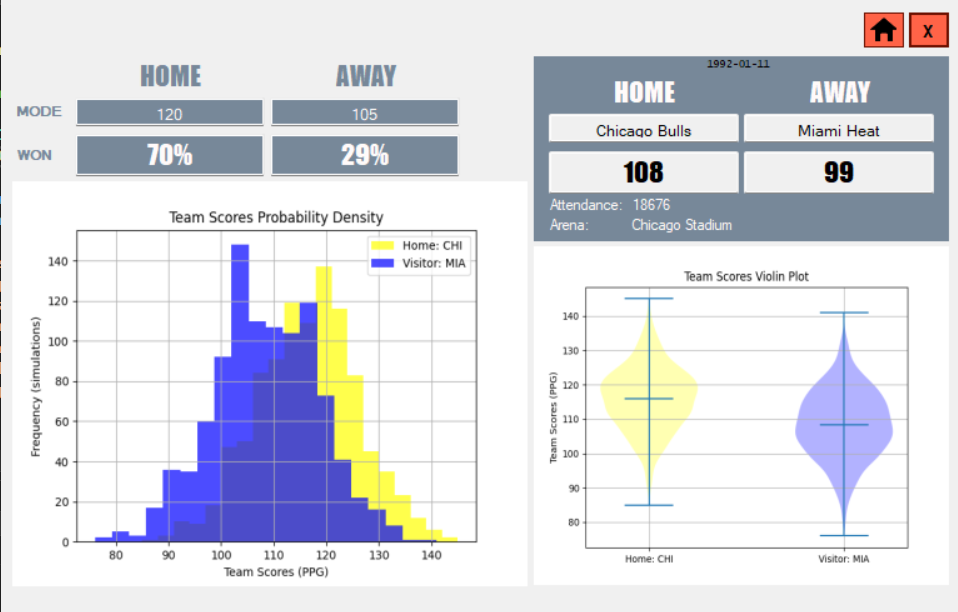 X
HOME AWAY
MODE 120 105
WON 70% 29%
1992-01-11
HOME AWAY
Chicago Bulls Miami Heat
108 99
Attendance: 18676
Arena: Chicago Stadium
Team Scores Probability Density
Home: CHI
Visitor: MIA
Frequency (simulations)
140
120
100
80
60
40
20
0
80 90 100 110 120 130 140
Team Scores (PPG)
Team Scores Violin Plot
Team Scores (PPG)
140
130
120
110
100
90
80
Home: CHI Visitor: MIA